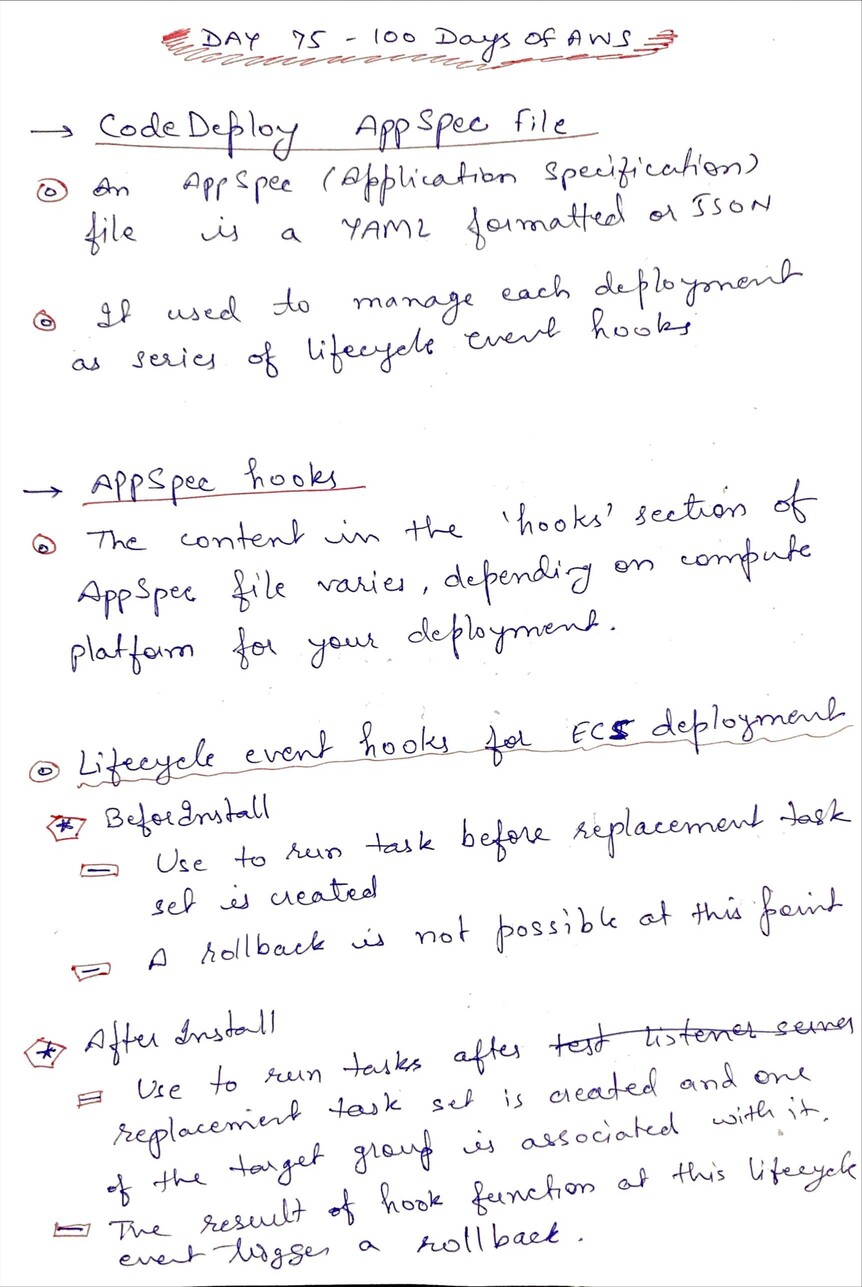 DAY 75 - 100 Days of AWS
→ CodeDeploy AppSpec file
An AppSpec (Application Specification)
file is a YAML formatted or JSON
It used to manage each deployment
as series of lifecycle event hooks
→ AppSpec hooks
The content in the 'hooks' section of
AppSpec file varies, depending on compute
platform for your deployment.
Lifecycle event hooks for ECS deployment
* BeforeInstall
- Use to run task before replacement task
set is created
- A rollback is not possible at this point
* After Install
- Use to run tasks after test listener serves
replacement task set is created and one
of the target group is associated with it.
- The result of hook function at this lifecycle
event trigger a rollback.